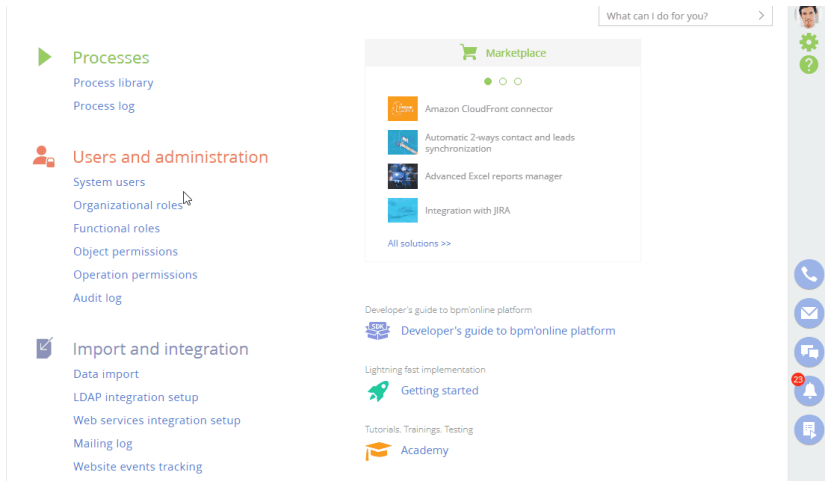 What can I do for you?
Processes
Process library
Process log
Users and administration
System users
Organizational roles
Functional roles
Object permissions
Operation permissions
Audit log
Import and integration
Data import
LDAP integration setup
Web services integration setup
Mailing log
Website events tracking
Marketplace
Amazon CloudFront connector
Automatic 2-ways contact and leads
synchronization
Advanced Excel reports manager
Integration with JIRA
All solutions >>
Developer's guide to bpm'online platform
SDK
Developer's guide to bpm'online platform
Lightning fast implementation
Getting started
Tutorials. Trainings. Testing
Academy
?
23